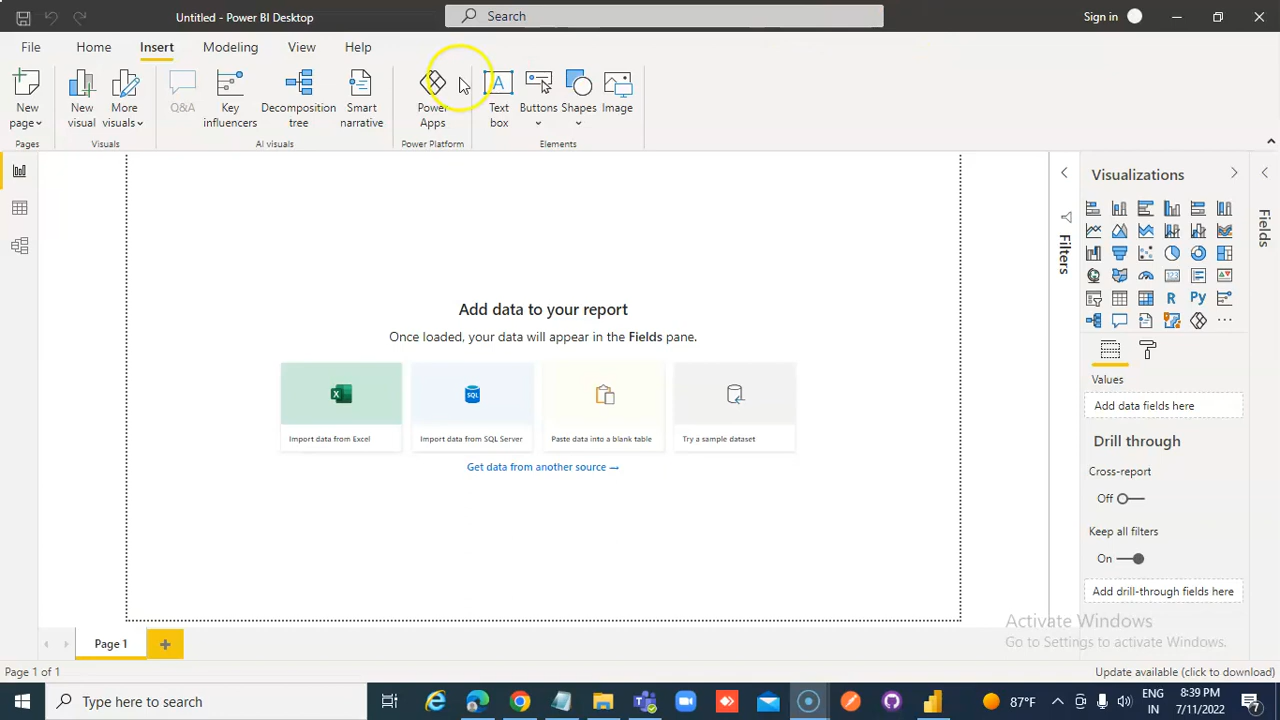 Untitled - Power BI Desktop
Search
Sign in
File
Home
Insert
Modeling
View
Help
New page
New visual
More visuals
Q&A
Key influencers
Decomposition tree
Smart narrative
Power Apps
Text box
Buttons
Shapes
Image
Pages
Visuals
AI visuals
Power Platform
Elements
Add data to your report
Once loaded, your data will appear in the Fields pane.
Import data from Excel
SQL
Import data from SQL Server
Paste data into a blank table
Try a sample dataset
Get data from another source →
Filters
Visualizations
Fields
R
Py
Values
Add data fields here
Drill through
Cross-report
Off
Keep all filters
On
Add drill-through fields here
Activate Windows
Go to Settings to activate Windows.
Page 1
Page 1 of 1
Update available (click to download)
Type here to search
87°F
ENG
IN
8:39 PM
7/11/2022
7